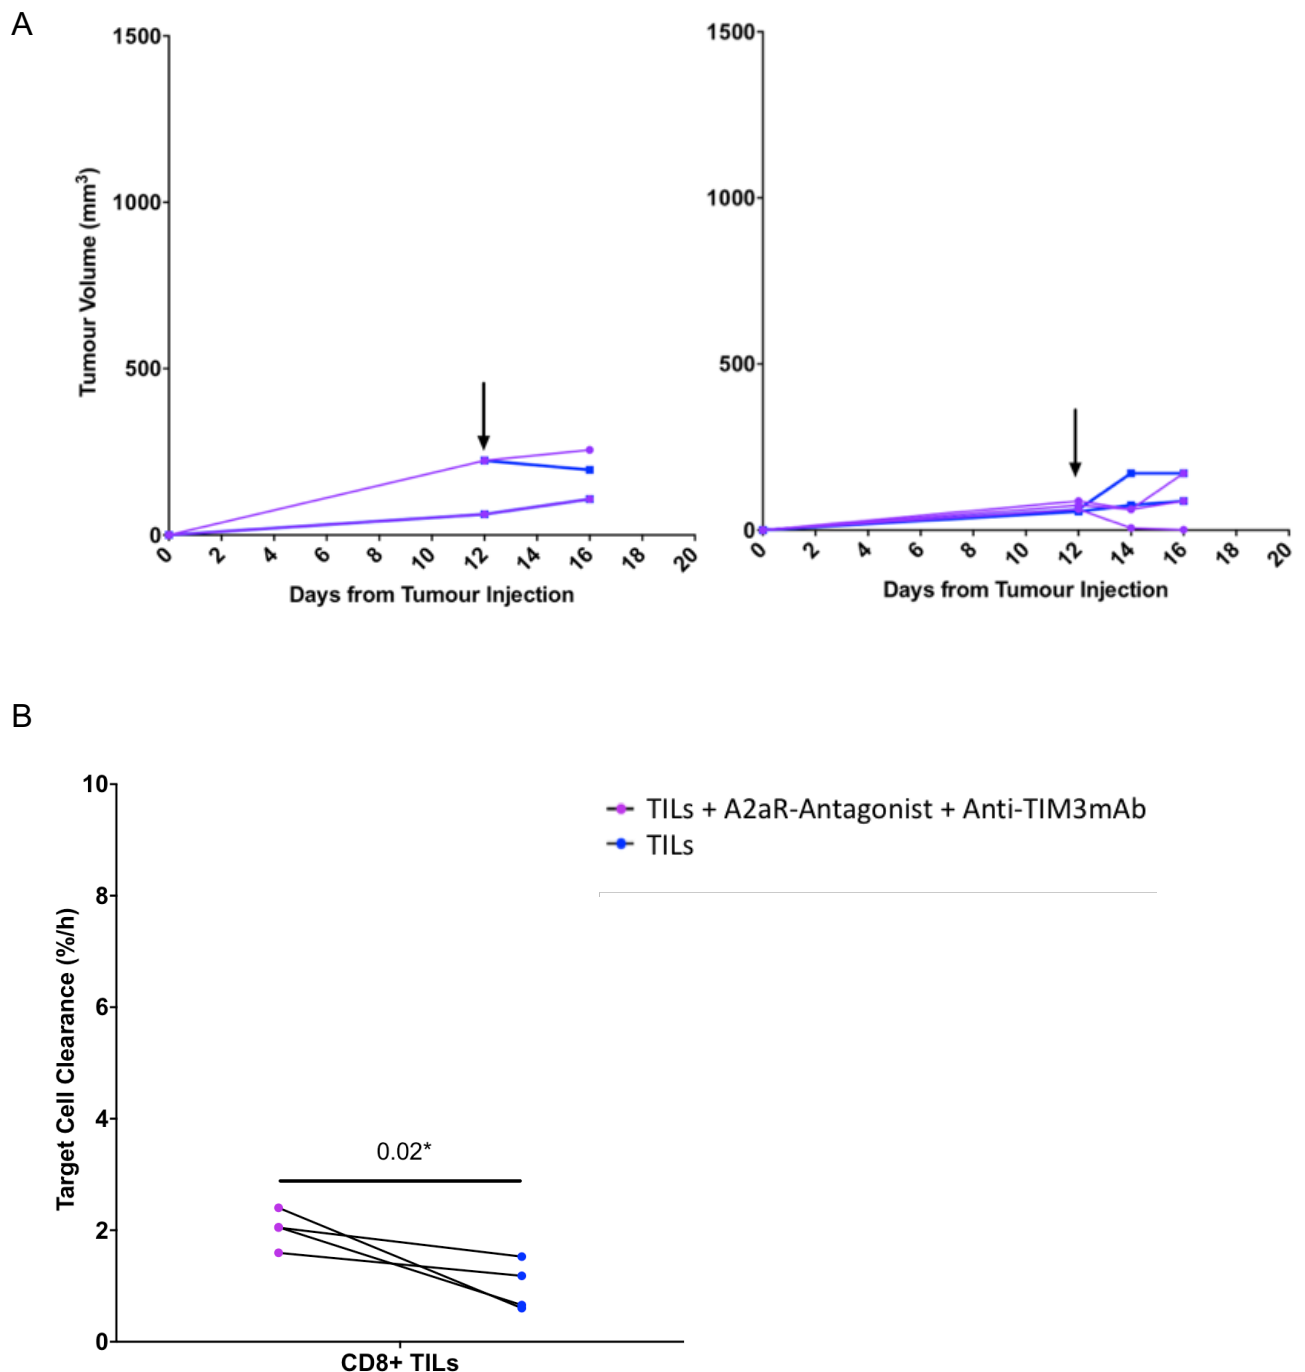 A
1500
1000
500
0
Tumour Volume (mm³)
0 2 4 6 8 10 12 14 16 18 20
Days from Tumour Injection
1500
1000
500
0
0 2 4 6 8 10 12 14 16 18 20
Days from Tumour Injection
B
10
8
6
4
2
0
Target Cell Clearance (%/h)
0.02*
CD8+ TILs
TILs + A2aR-Antagonist + Anti-TIM3mAb
TILs